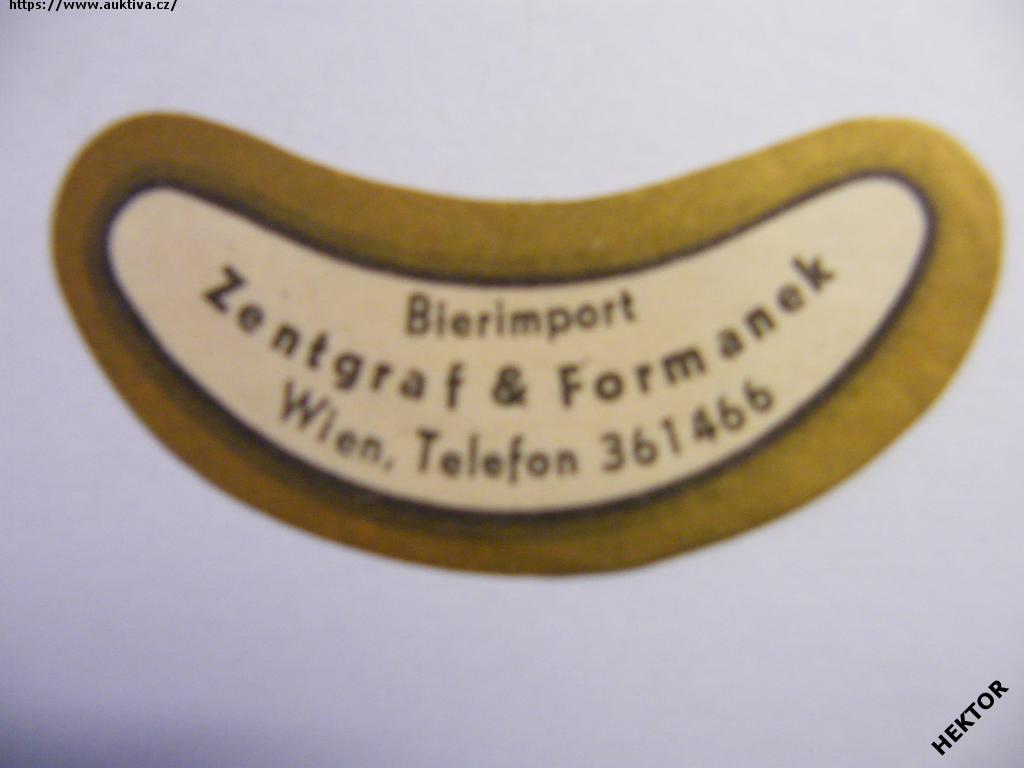 https://www.auktiva.cz/
Bierimport
Zentgraf & Formanek
Wien, Telefon 361466
HEKTOR